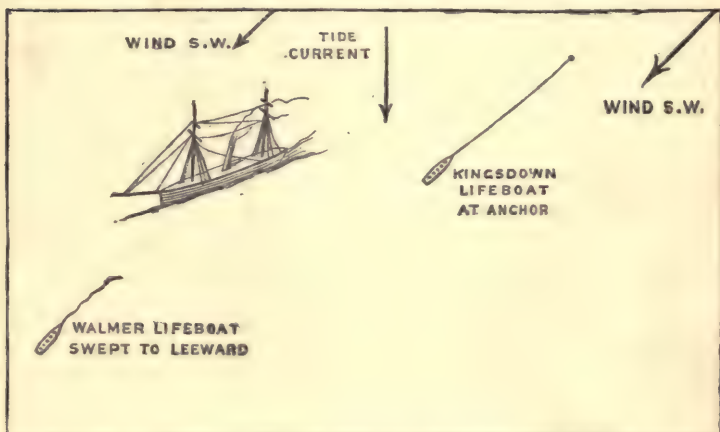 WIND S.W.
TIDE
CURRENT
WIND S.W.
KINGSDOWN
LIFEBOAT
AT ANCHOR
WALMER LIFEBOAT
SWEPT TO LEEWARD